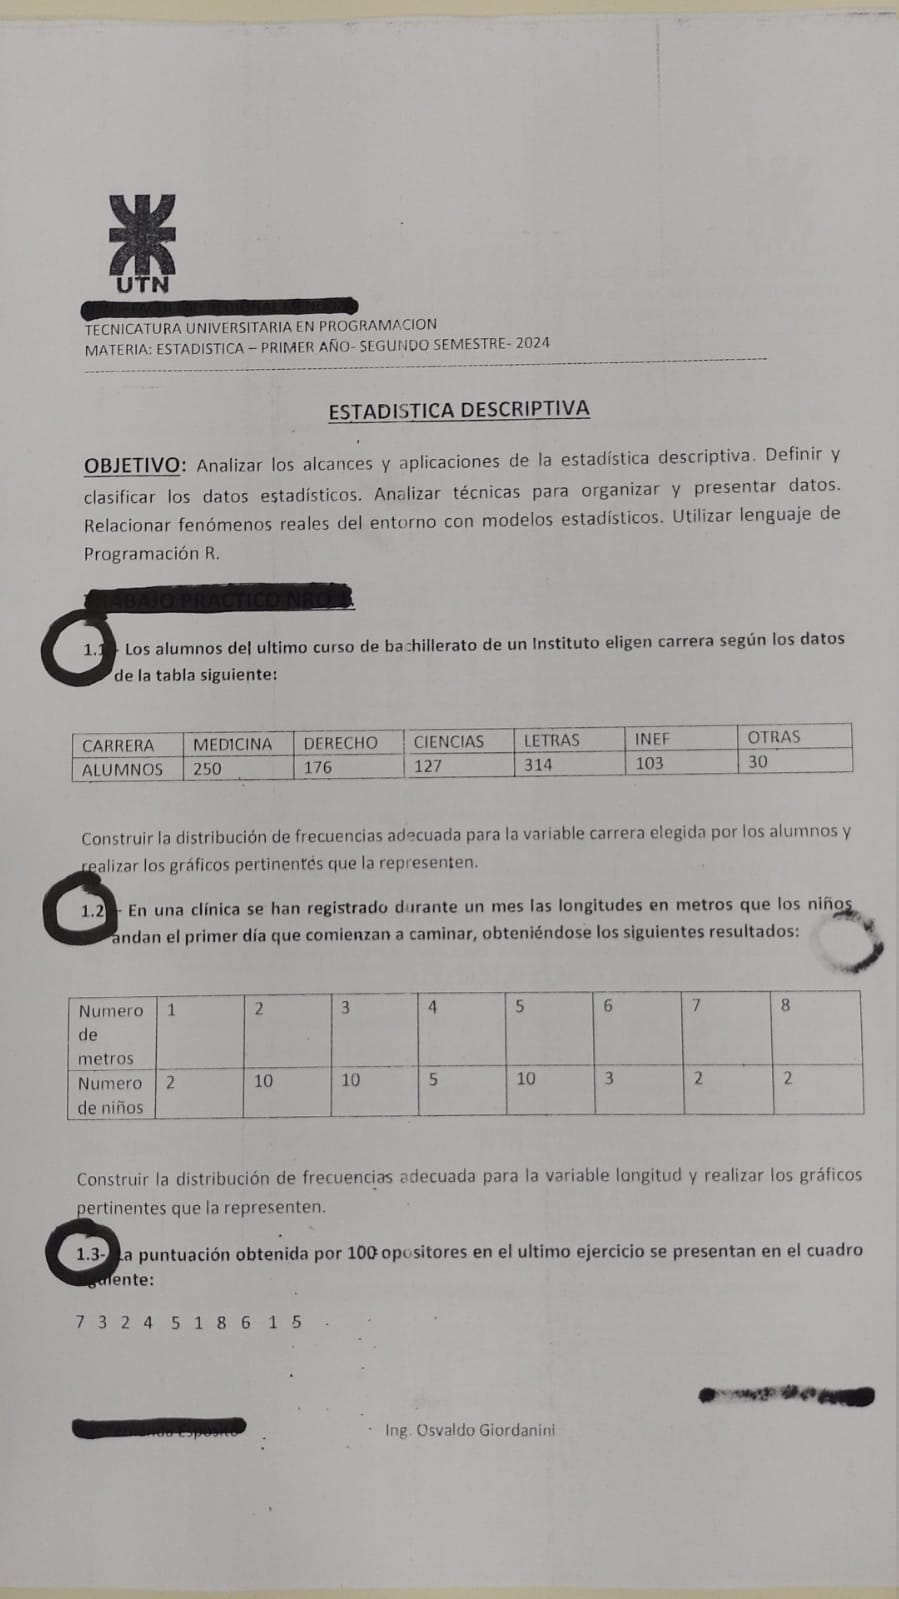 UTN
TECNICATURA UNIVERSITARIA EN PROGRAMACION
MATERIA: ESTADISTICA – PRIMER AÑO- SEGUNDO SEMESTRE- 2024
ESTADISTICA DESCRIPTIVA
OBJETIVO: Analizar los alcances y aplicaciones de la estadística descriptiva. Definir y
clasificar los datos estadísticos. Analizar técnicas para organizar y presentar datos.
Relacionar fenómenos reales del entorno con modelos estadísticos. Utilizar lenguaje de
Programación R.
TRABAJO PRACTICO NRO 1
1.1- Los alumnos del ultimo curso de bachillerato de un Instituto eligen carrera según los datos
de la tabla siguiente:
CARRERA MEDICINA DERECHO CIENCIAS LETRAS INEF OTRAS
ALUMNOS 250 176 127 314 103 30
Construir la distribución de frecuencias adecuada para la variable carrera elegida por los alumnos y
realizar los gráficos pertinentes que la representen.
1.2 - En una clínica se han registrado durante un mes las longitudes en metros que los niños
andan el primer día que comienzan a caminar, obteniéndose los siguientes resultados:
Numero de metros 1 2 3 4 5 6 7 8
Numero de niños 2 10 10 5 10 3 2 2
Construir la distribución de frecuencias adecuada para la variable longitud y realizar los gráficos
pertinentes que la representen.
1.3- La puntuación obtenida por 100 opositores en el ultimo ejercicio se presentan en el cuadro
siguiente:
7 3 2 4 5 1 8 6 1 5
Ing. Osvaldo Giordanini